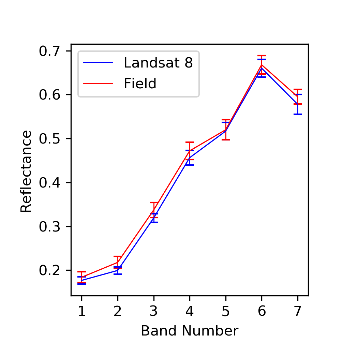 0.7
0.6
0.5
0.4
0.3
0.2
Reflectance
Landsat 8
Field
1 2 3 4 5 6 7
Band Number